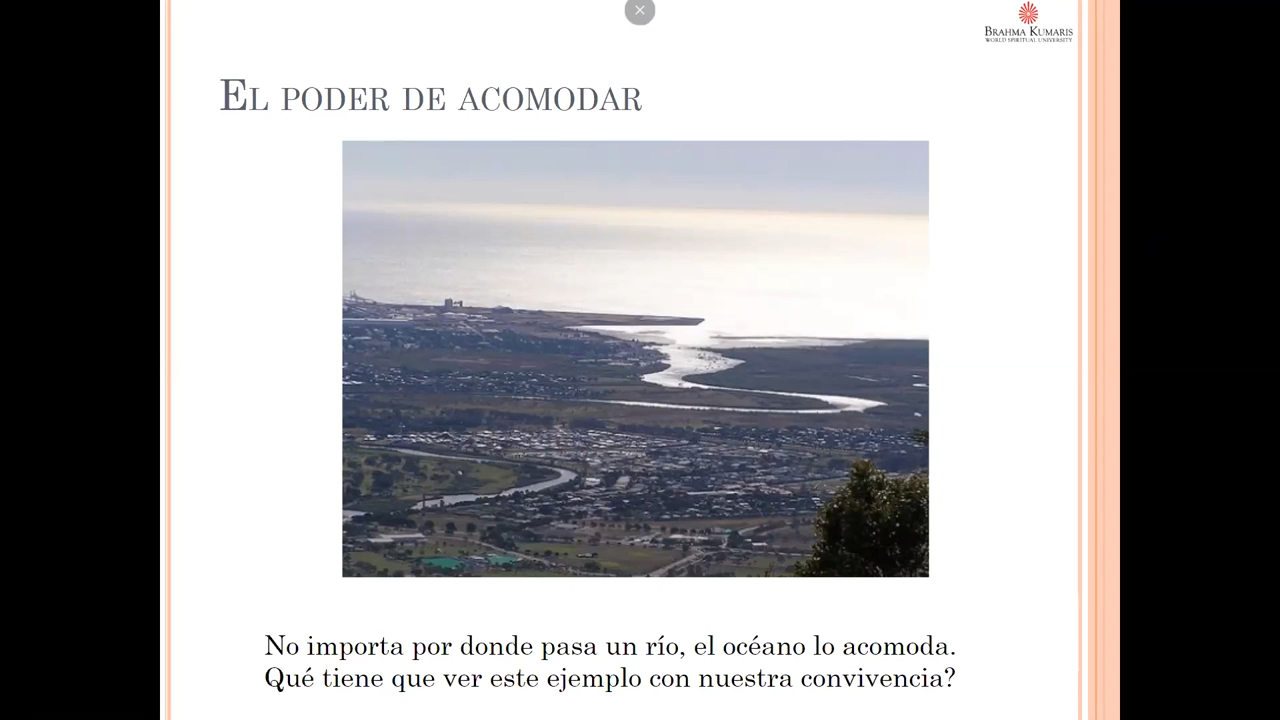 BRAHMA KUMARIS
WORLD SPIRITUAL UNIVERSITY
EL PODER DE ACOMODAR
No importa por donde pasa un río, el océano lo acomoda.
Qué tiene que ver este ejemplo con nuestra convivencia?